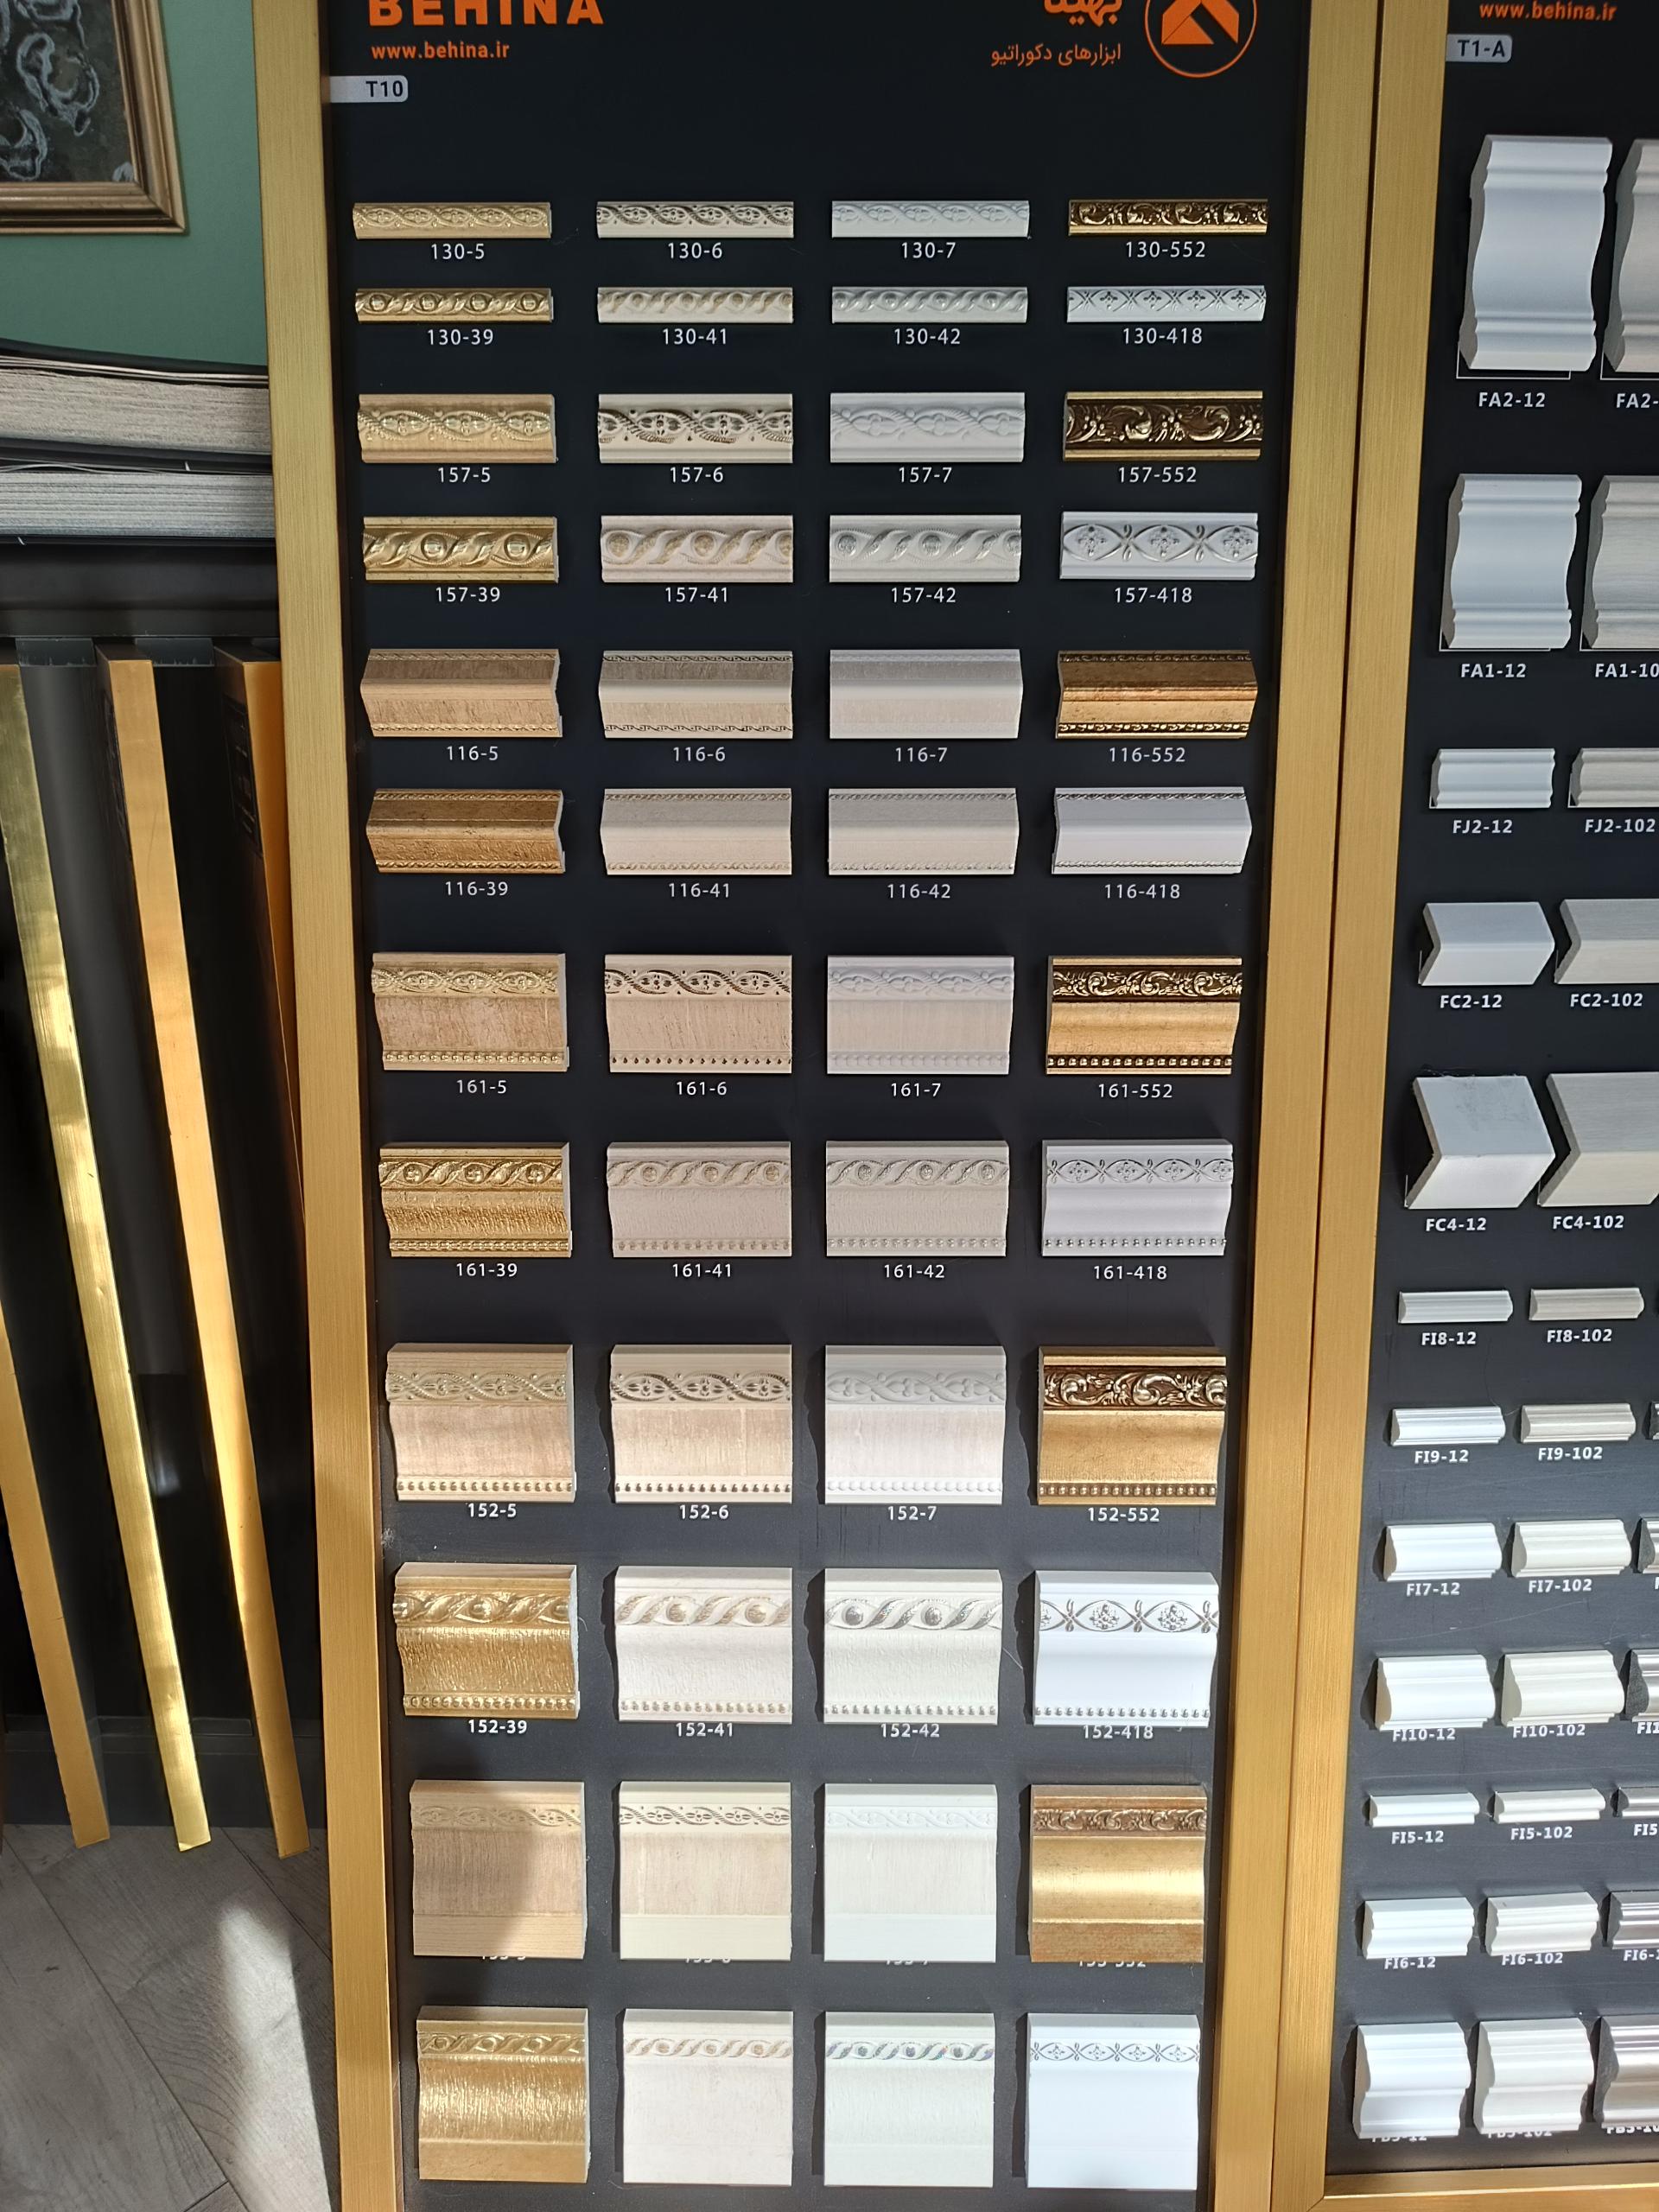 BEHINA
بهینا
www.behina.ir
ابزارهای دکوراتیو
T10
130-5 130-6 130-7 130-552
130-39 130-41 130-42 130-418
157-5 157-6 157-7 157-552
157-39 157-41 157-42 157-418
116-5 116-6 116-7 116-552
116-39 116-41 116-42 116-418
161-5 161-6 161-7 161-552
161-39 161-41 161-42 161-418
152-5 152-6 152-7 152-552
152-39 152-41 152-42 152-418
www.behina.ir
T1-A
FA2-12 FA2-
FA1-12 FA1-10
FJ2-12 FJ2-102
FC2-12 FC2-102
FC4-12 FC4-102
FI8-12 FI8-102
FI9-12 FI9-102
FI7-12 FI7-102
FI10-12 FI10-102 FI1
FI5-12 FI5-102 FI5
FI6-12 FI6-102 FI6-